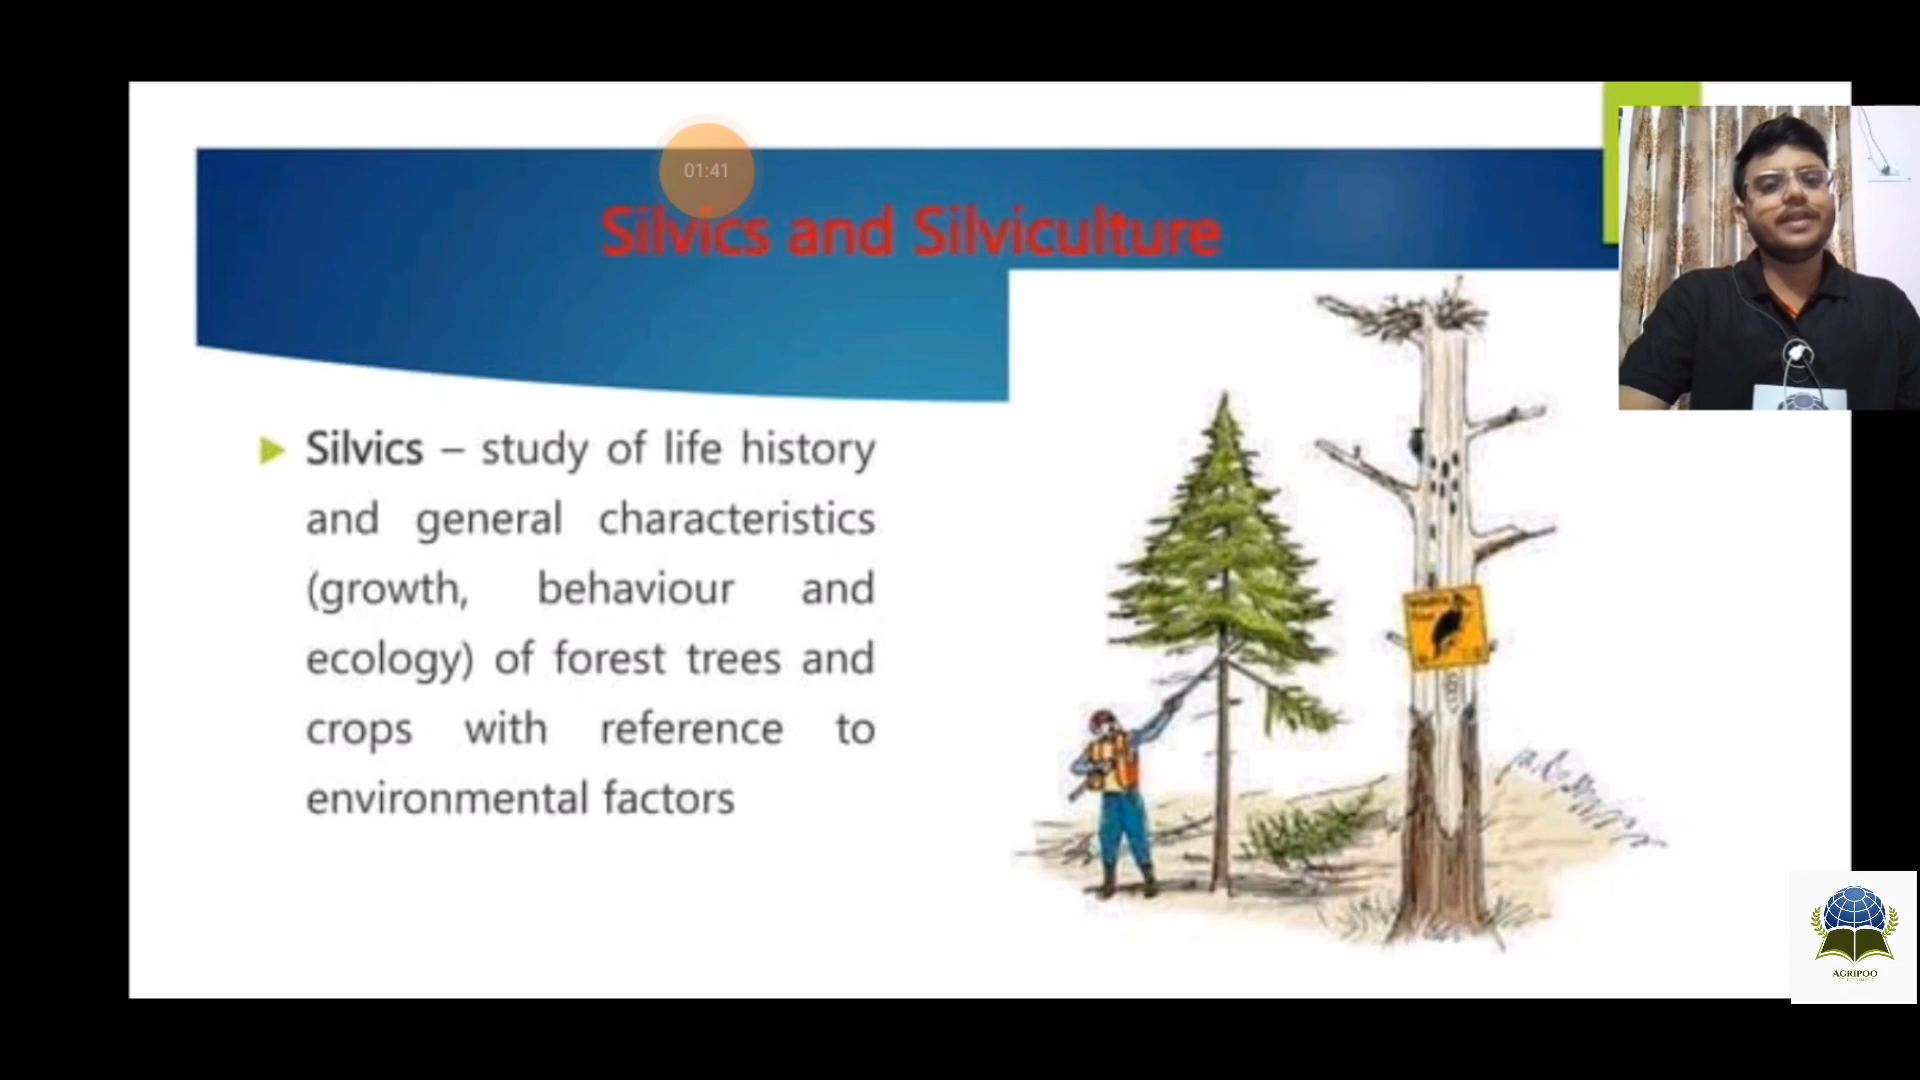 01:41
Silvics and Silviculture
Silvics – study of life history
and general characteristics
(growth, behaviour and
ecology) of forest trees and
crops with reference to
environmental factors
AGRIPOO